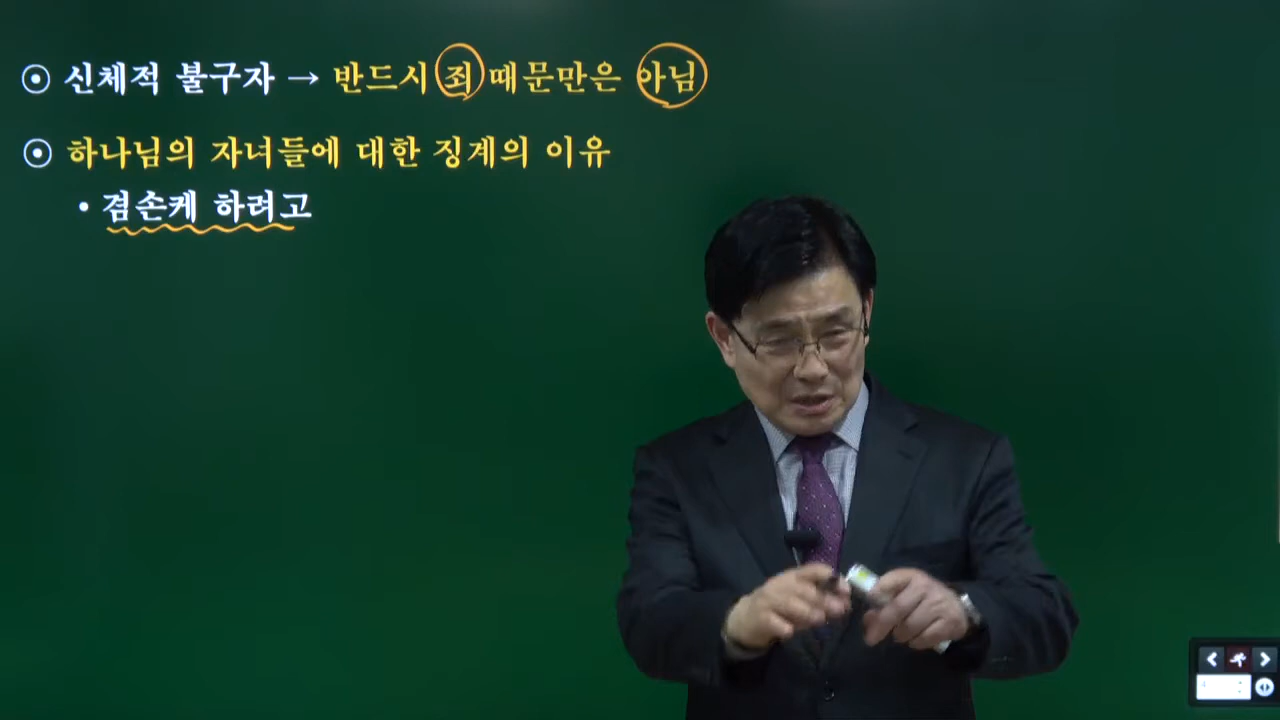 ⊙ 신체적 불구자 → 반드시 죄 때문만은 아님
⊙ 하나님의 자녀들에 대한 징계의 이유
• 겸손케 하려고